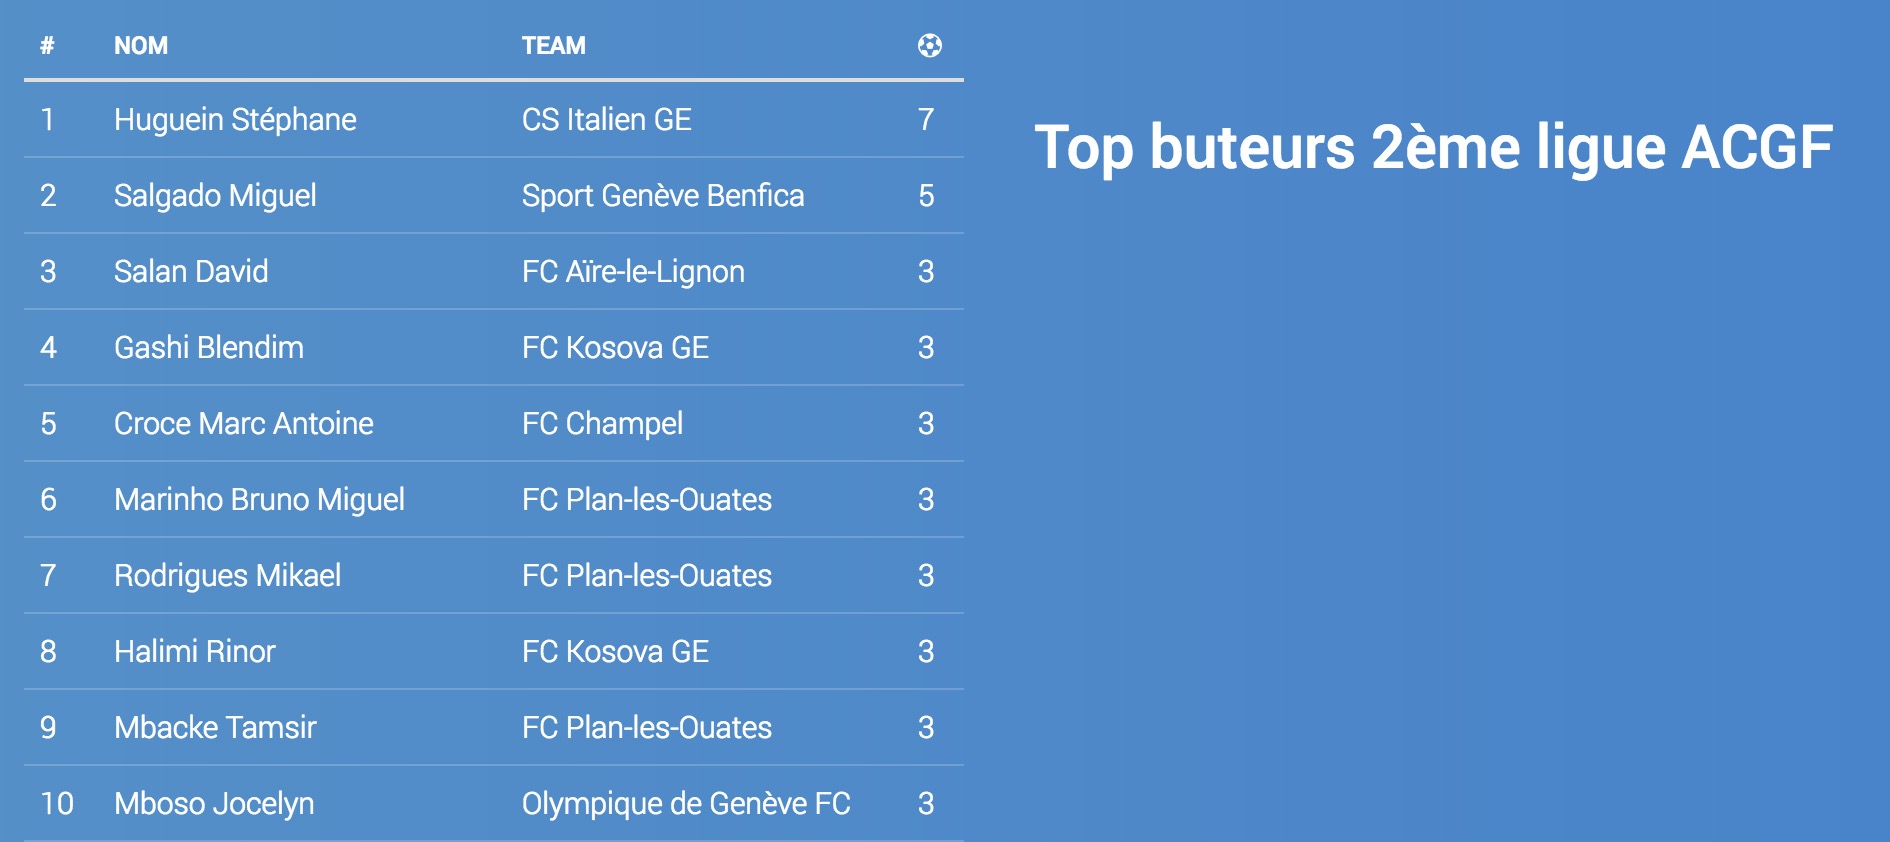 # NOM TEAM
1 Huguein Stéphane CS Italien GE 7
2 Salgado Miguel Sport Genève Benfica 5
3 Salan David FC Aïre-le-Lignon 3
4 Gashi Blendim FC Kosova GE 3
5 Croce Marc Antoine FC Champel 3
6 Marinho Bruno Miguel FC Plan-les-Ouates 3
7 Rodrigues Mikael FC Plan-les-Ouates 3
8 Halimi Rinor FC Kosova GE 3
9 Mbacke Tamsir FC Plan-les-Ouates 3
10 Mboso Jocelyn Olympique de Genève FC 3
Top buteurs 2ème ligue ACGF